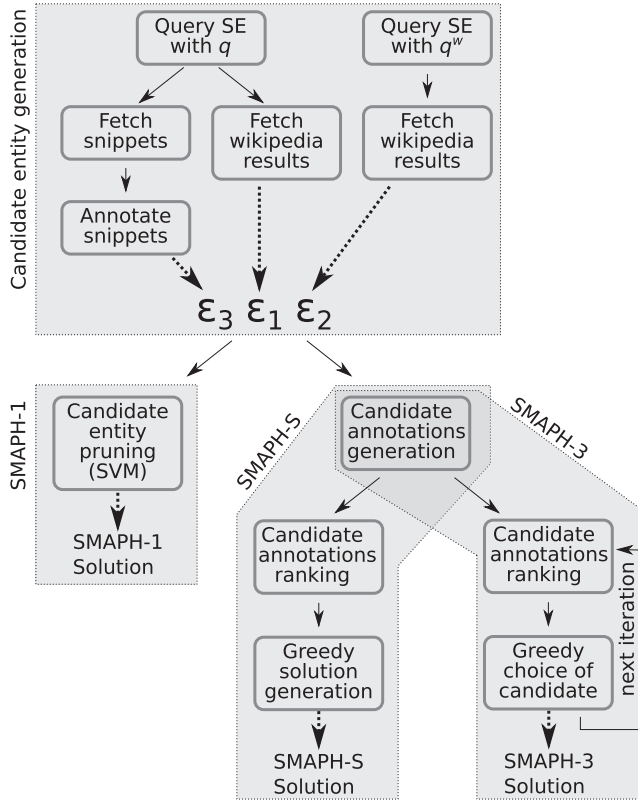 Candidate entity generation
Query SE
with q
Query SE
with qʷ
Fetch
snippets
Fetch
wikipedia
results
Fetch
wikipedia
results
Annotate
snippets
ε₃ ε₁ ε₂
SMAPH-1
Candidate
entity
pruning
(SVM)
SMAPH-1
Solution
SMAPH-S
SMAPH-3
Candidate
annotations
generation
Candidate
annotations
ranking
Greedy
solution
generation
SMAPH-S
Solution
Candidate
annotations
ranking
next iteration
Greedy
choice of
candidate
SMAPH-3
Solution